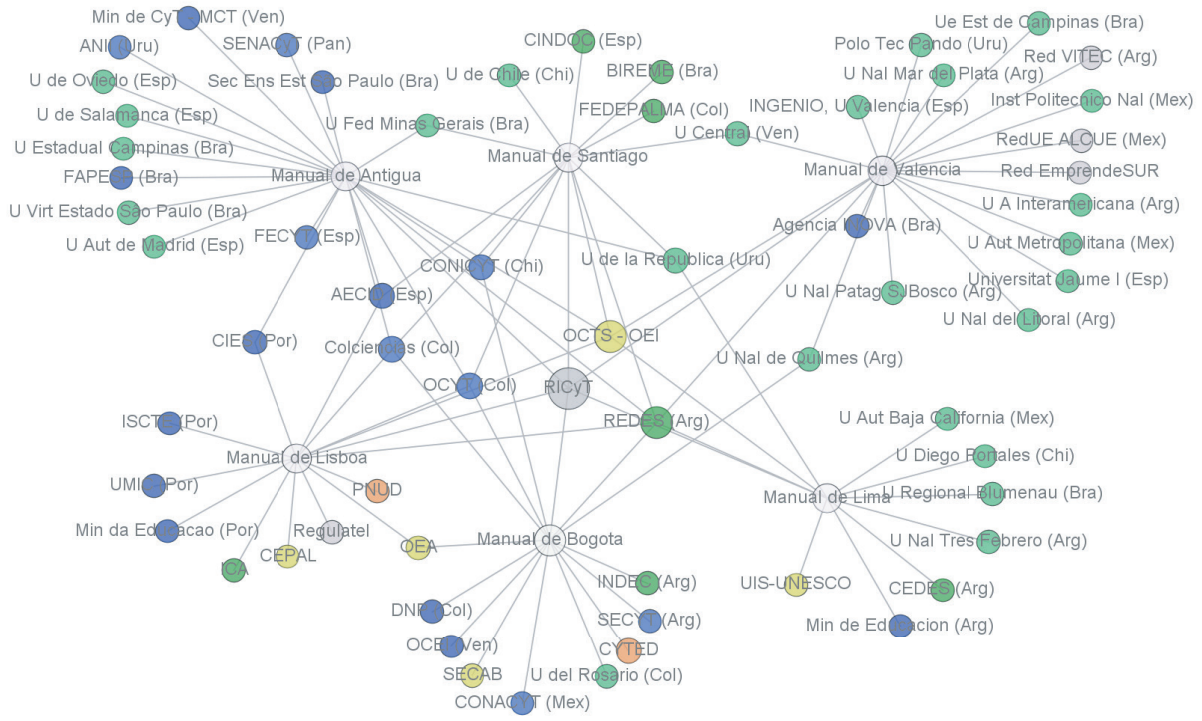 Min de CyT-MCT (Ven)
ANII (Uru)
SENACyT (Pan)
U de Oviedo (Esp)
Sec Ens Est São Paulo (Bra)
U de Salamanca (Esp)
U Fed Minas Gerais (Bra)
U Estadual Campinas (Bra)
FAPESP (Bra)
Manual de Antigua
U Virt Estado São Paulo (Bra)
U Aut de Madrid (Esp)
FECYT (Esp)
CINDOC (Esp)
U de Chile (Chi)
BIREME (Bra)
FEDEPALMA (Col)
U Central (Ven)
Manual de Santiago
Ue Est de Campinas (Bra)
Polo Tec Pando (Uru)
Red VITEC (Arg)
U Nal Mar del Plata (Arg)
INGENIO, U Valencia (Esp)
Inst Politecnico Nal (Mex)
RedUE ALCUE (Mex)
Manual de Valencia
Red EmprendeSUR
U A Interamericana (Arg)
Agencia INOVA (Bra)
U Aut Metropolitana (Mex)
CONICYT (Chi)
U de la Republica (Uru)
Universitat Jaume I (Esp)
AECID (Esp)
U Nal Patag SJBosco (Arg)
U Nal del Litoral (Arg)
CIES (Por)
Colciencias (Col)
OCTS - OEI
U Nal de Quilmes (Arg)
OCYT (Col)
RICyT
ISCTE (Por)
REDES (Arg)
U Aut Baja California (Mex)
Manual de Lisboa
U Diego Portales (Chi)
UMIC (Por)
PNUD
Manual de Lima
U Regional Blumenau (Bra)
Min da Educacao (Por)
Regulatel
OEA
Manual de Bogota
U Nal Tres Febrero (Arg)
ICA
CEPAL
INDEC (Arg)
UIS-UNESCO
CEDES (Arg)
DNP (Col)
SECYT (Arg)
Min de Educacion (Arg)
OCEI (Ven)
CYTED
SECAB
U del Rosario (Col)
CONACYT (Mex)